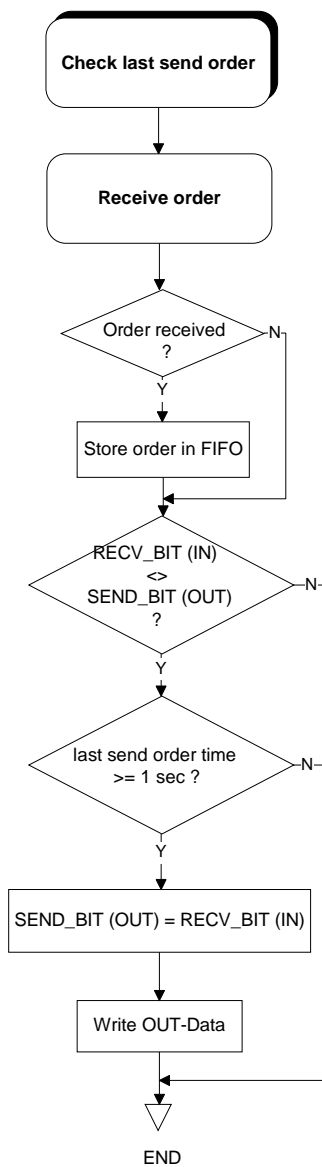 Check last send order
Receive order
Order received
?
N
Y
Store order in FIFO
RECV_BIT (IN)
<>
SEND_BIT (OUT)
?
N
Y
last send order time
>= 1 sec ?
N
Y
SEND_BIT (OUT) = RECV_BIT (IN)
Write OUT-Data
END